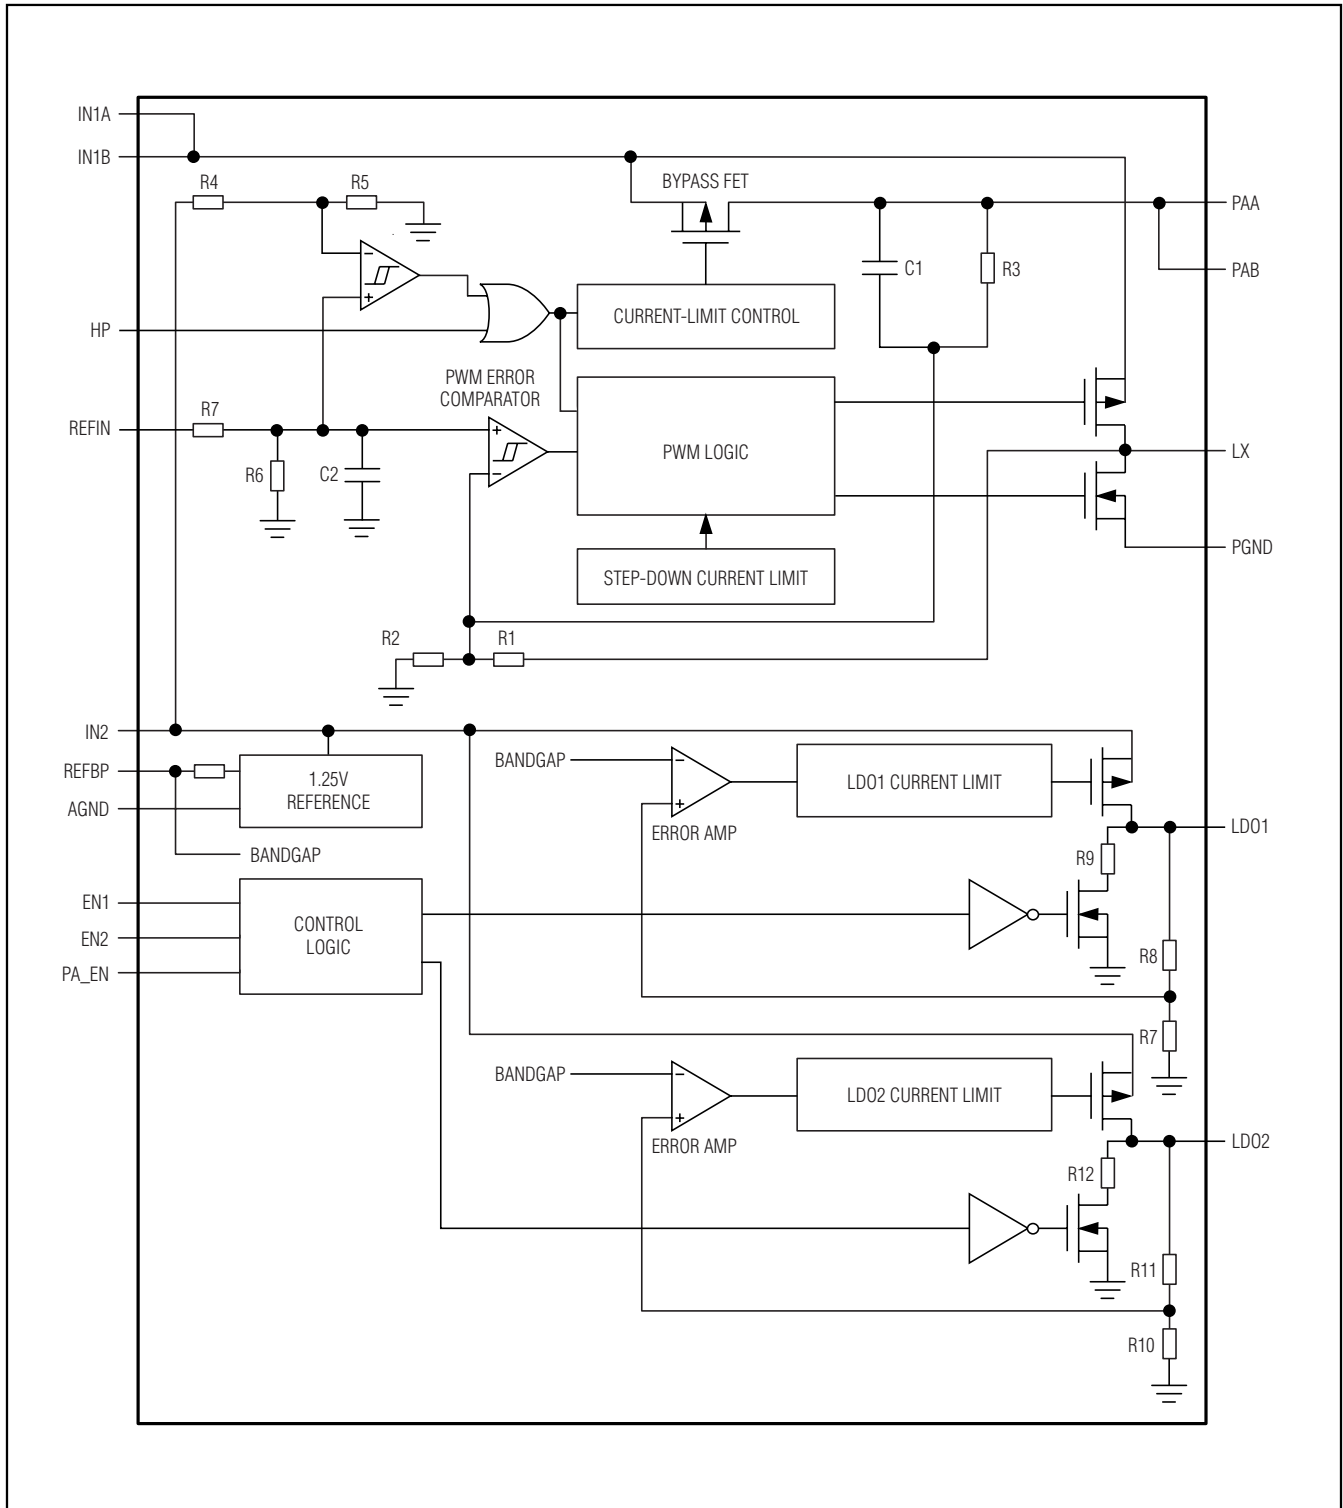 IN1A
IN1B
BYPASS FET
R4
R5
PAA
C1
R3
PAB
CURRENT-LIMIT CONTROL
HP
PWM ERROR
COMPARATOR
R7
REFIN
PWM LOGIC
LX
R6
C2
PGND
STEP-DOWN CURRENT LIMIT
R2
R1
IN2
BANDGAP
REFBP
1.25V
REFERENCE
LDO1 CURRENT LIMIT
AGND
ERROR AMP
LDO1
BANDGAP
R9
EN1
CONTROL
LOGIC
EN2
R8
PA_EN
R7
BANDGAP
LDO2 CURRENT LIMIT
ERROR AMP
LDO2
R12
R11
R10